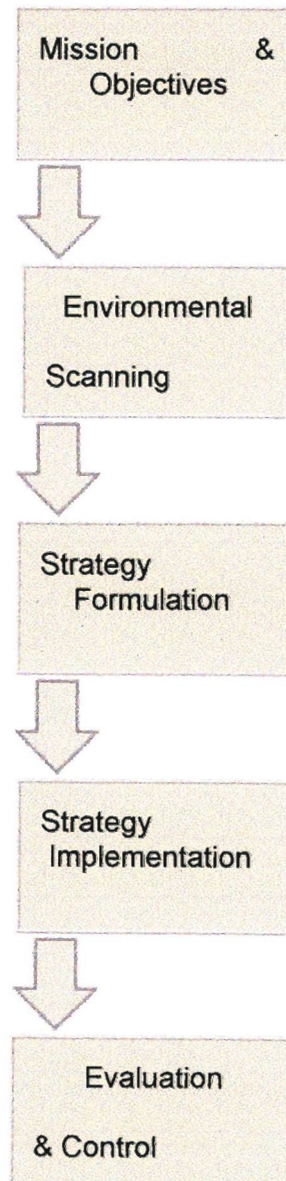 Mission &
Objectives
Environmental
Scanning
Strategy
Formulation
Strategy
Implementation
Evaluation
& Control